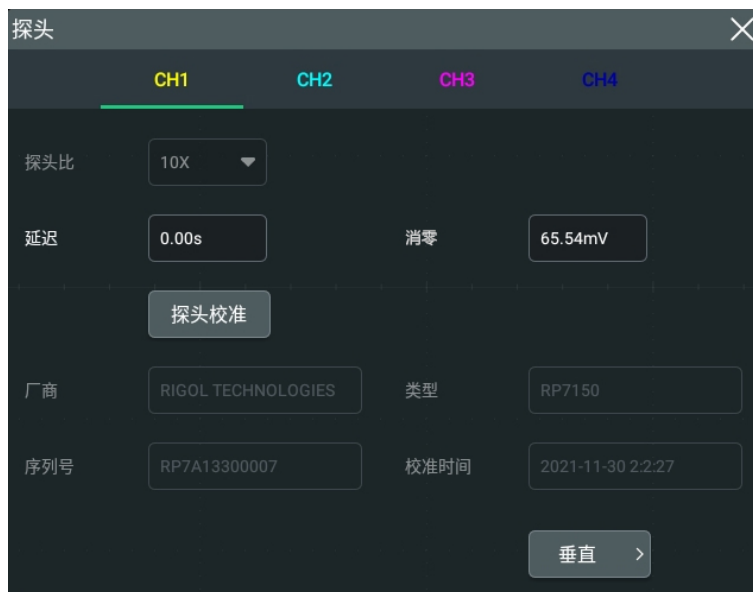 探头
CH1 CH2 CH3 CH4
探头比 10X
延迟 0.00s 消零 65.54mV
探头校准
厂商 RIGOL TECHNOLOGIES 类型 RP7150
序列号 RP7A13300007 校准时间 2021-11-30 2:2:27
垂直